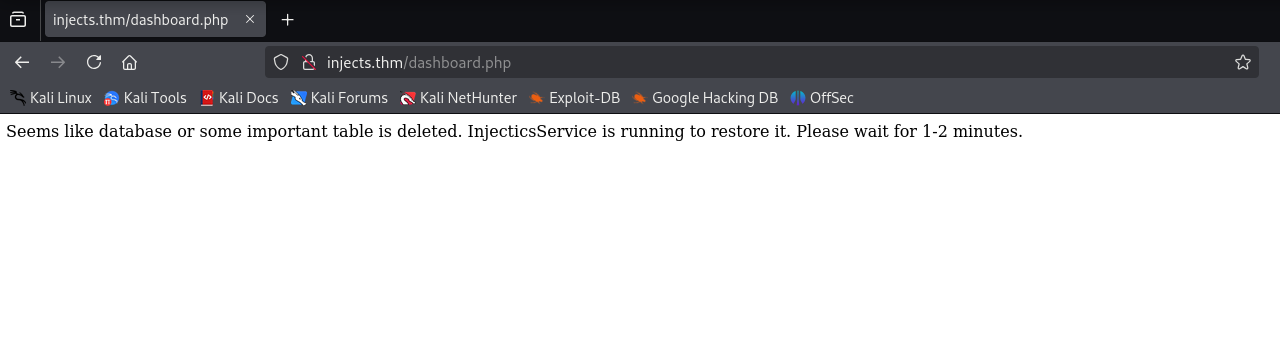 injects.thm/dashboard.php
injects.thm/dashboard.php
Kali Linux Kali Tools Kali Docs Kali Forums Kali NetHunter Exploit-DB Google Hacking DB OffSec
Seems like database or some important table is deleted. InjecticsService is running to restore it. Please wait for 1-2 minutes.